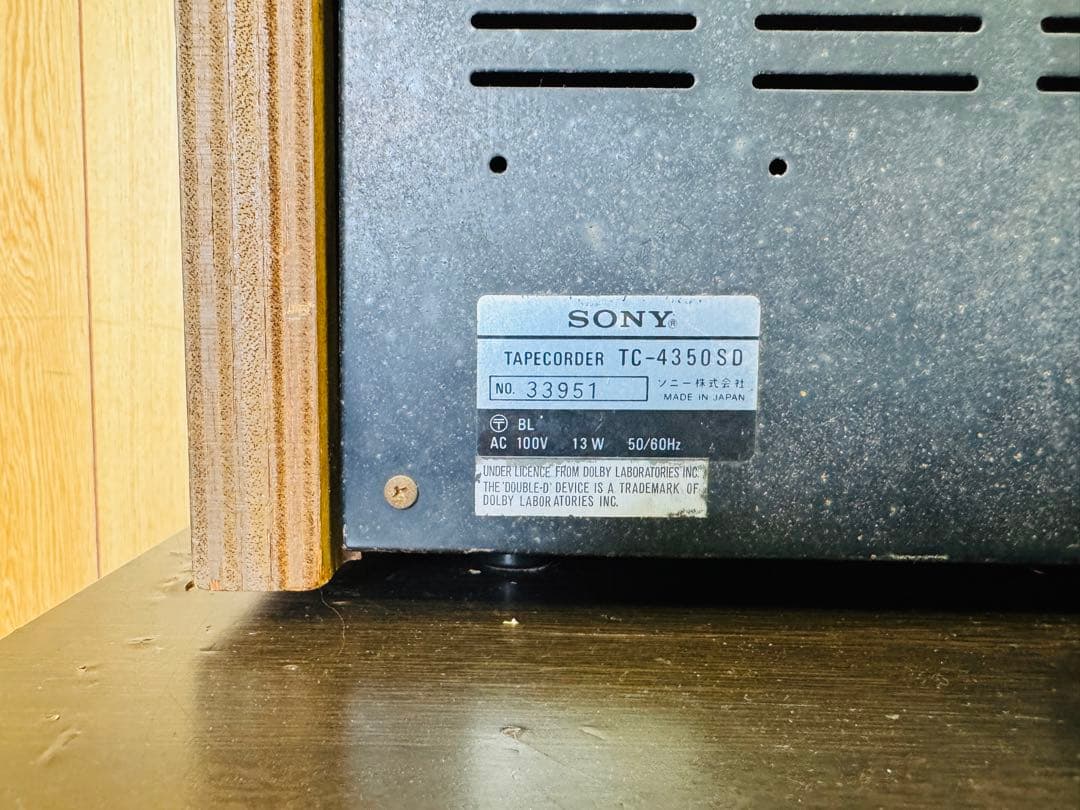 SONY®
TAPECORDER TC-4350SD
NO. 33951 ソニー株式会社
MADE IN JAPAN
〶 BL
AC 100V 13W 50/60Hz
UNDER LICENCE FROM DOLBY LABORATORIES INC.
THE 'DOUBLE-D' DEVICE IS A TRADEMARK OF
DOLBY LABORATORIES INC.